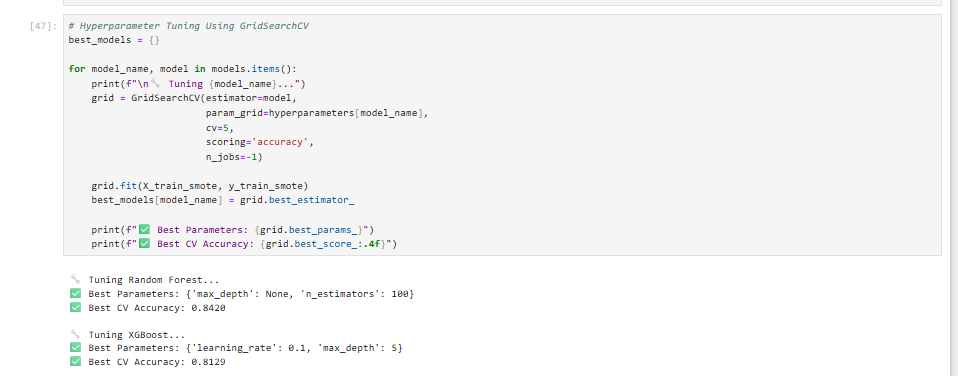 [47]: # Hyperparameter Tuning Using GridSearchCV
best_models = {}

for model_name, model in models.items():
    print(f"\n🔧 Tuning {model_name}...")
    grid = GridSearchCV(estimator=model,
                        param_grid=hyperparameters[model_name],
                        cv=5,
                        scoring='accuracy',
                        n_jobs=-1)

    grid.fit(X_train_smote, y_train_smote)
    best_models[model_name] = grid.best_estimator_

    print(f"✅ Best Parameters: {grid.best_params_}")
    print(f"✅ Best CV Accuracy: {grid.best_score_:.4f}")

🔧 Tuning Random Forest...
✅ Best Parameters: {'max_depth': None, 'n_estimators': 100}
✅ Best CV Accuracy: 0.8420

🔧 Tuning XGBoost...
✅ Best Parameters: {'learning_rate': 0.1, 'max_depth': 5}
✅ Best CV Accuracy: 0.8129